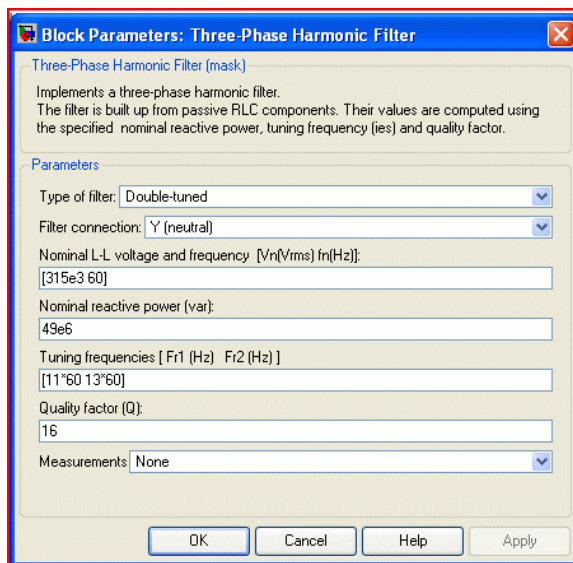 Block Parameters: Three-Phase Harmonic Filter
Three-Phase Harmonic Filter (mask)
Implements a three-phase harmonic filter.
The filter is built up from passive RLC components. Their values are computed using
the specified nominal reactive power, tuning frequency (ies) and quality factor.
Parameters
Type of filter: Double-tuned
Filter connection: Y (neutral)
Nominal L-L voltage and frequency [Vn(Vrms) fn(Hz)]:
[315e3 60]
Nominal reactive power (var):
49e6
Tuning frequencies [ Fr1 (Hz) Fr2 (Hz) ]
[11*60 13*60]
Quality factor (Q):
16
Measurements None
OK Cancel Help Apply